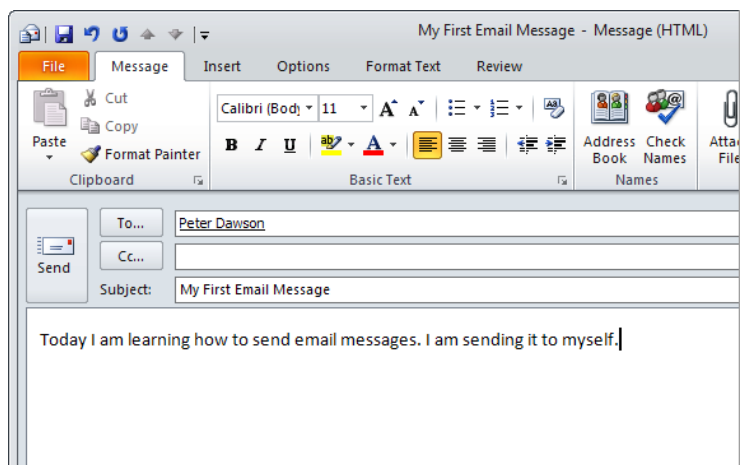 My First Email Message - Message (HTML)
File Message Insert Options Format Text Review
Cut
Copy
Format Painter
Paste
Calibri (Body 11
B I U
Address Book
Check Names
Clipboard Basic Text Names
To... Peter Dawson
Cc...
Send
Subject: My First Email Message
Today I am learning how to send email messages. I am sending it to myself.